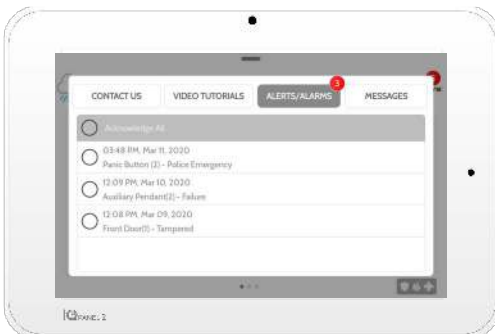 3
CONTACT US
VIDEO TUTORIALS
ALERTS/ALARMS
MESSAGES
Acknowledge All
03:48 PM, Mar 11, 2020
Panic Button (2) - Police Emergency
12:09 PM, Mar 10, 2020
Auxiliary Pendant(2) - Failure
12:08 PM, Mar 09, 2020
Front Door(1) - Tampered
IQ PANEL 2